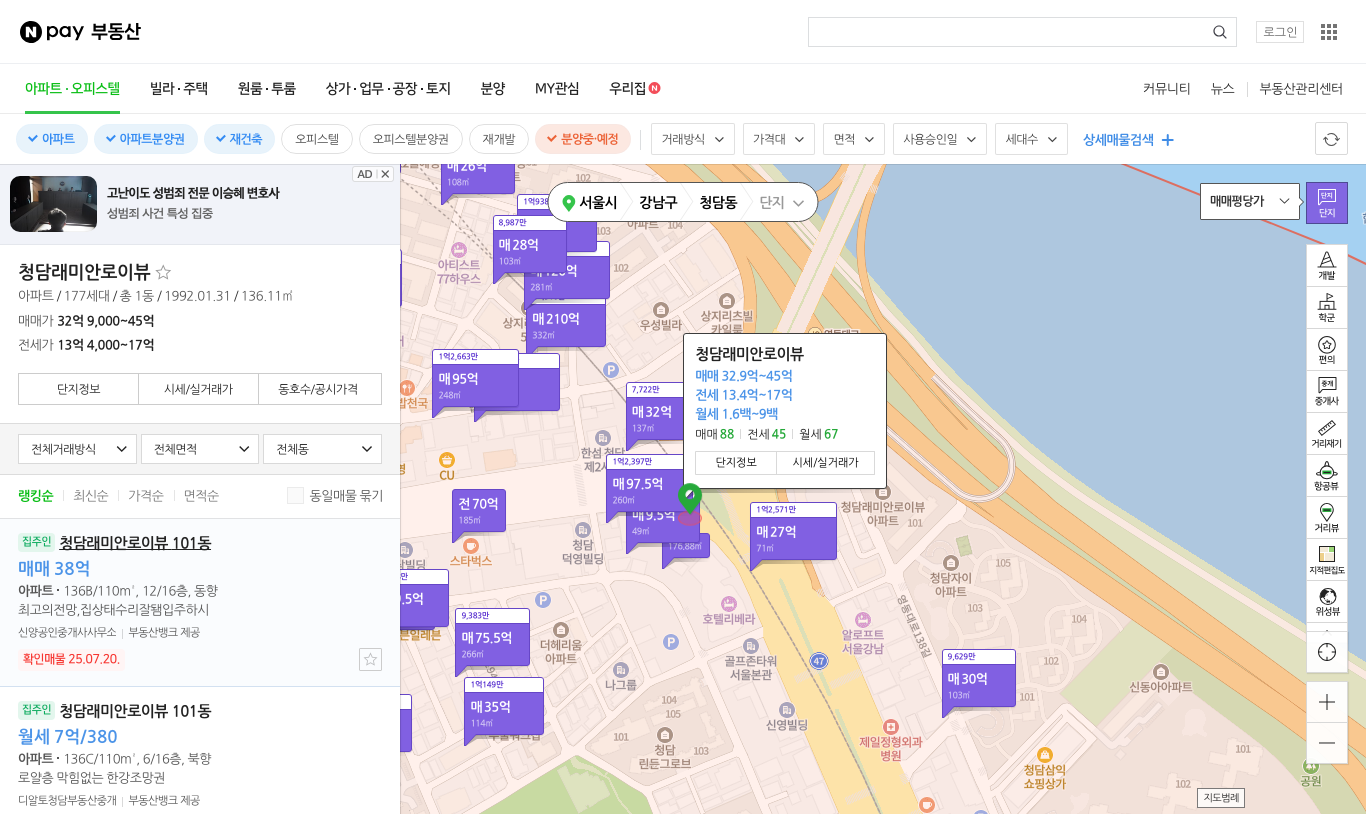 N pay 부동산
로그인
아파트·오피스텔
빌라·주택
원룸·투룸
상가·업무·공장·토지
분양
MY관심
우리집 N
커뮤니티
뉴스
부동산관리센터
아파트
아파트분양권
재건축
오피스텔
오피스텔분양권
재개발
분양중·예정
거래방식
가격대
면적
사용승인일
세대수
상세매물검색
AD
고난이도 성범죄 전문 이승혜 변호사
성범죄 사건 특성 집중
청담래미안로이뷰
아파트 / 177세대 / 총 1동 / 1992.01.31 / 136.11㎡
매매가 32억 9,000~45억
전세가 13억 4,000~17억
단지정보
시세/실거래가
동호수/공시가격
전체거래방식
전체면적
전체동
랭킹순
최신순
가격순
면적순
동일매물 묶기
집주인 청담래미안로이뷰 101동
매매 38억
아파트 · 136B/110m², 12/16층, 동향
최고의전망,집상태수리잘됌입주하시
신양공인중개사사무소
부동산뱅크 제공
확인매물 25.07.20.
집주인 청담래미안로이뷰 101동
월세 7억/380
아파트 · 136C/110m², 6/16층, 북향
로얄층 막힘없는 한강조망권
디알토청담부동산중개
부동산뱅크 제공
서울시
강남구
청담동
단지
매매평당가
단지
단지
개발
학군
편의
중개
중개사
거리재기
항공뷰
거리뷰
지적편집도
위성뷰
지도범례
매26억
108㎡
1억938
8,987만
매28억
103㎡
281㎡
매210억
332㎡
아티스트
77하우스
103
아파트
104
102
우성빌라
상지리츠빌
카일룸
1억2,663만
매95억
248㎡
7,722만
매32억
137㎡
CU
1억2,397만
매97.5억
260㎡
매9.5억
49㎡
176.88㎡
전70억
185㎡
스타벅스
청담
덕영빌딩
청담래미안로이뷰
매매 32.9억~45억
전세 13.4억~17억
월세 1.6백~9백
매매 88
전세 45
월세 67
단지정보
시세/실거래가
1억2,571만
매27억
71㎡
청담래미안로이뷰
아파트
101
청담자이
아파트
105
103
104
102
101
영동대로138길
.5억
9,383만
매75.5억
266㎡
1억149만
매35억
114㎡
더헤리움
아파트
나그룹
호텔리베라
골프존타워
서울본관
알로프트
서울강남
47
신영빌딩
104
105
103
101
102
청담
린든그로브
제일정형외과
병원
9,629만
매30억
103㎡
신동아아파트
청담삼익
쇼핑상가
101
102
공원